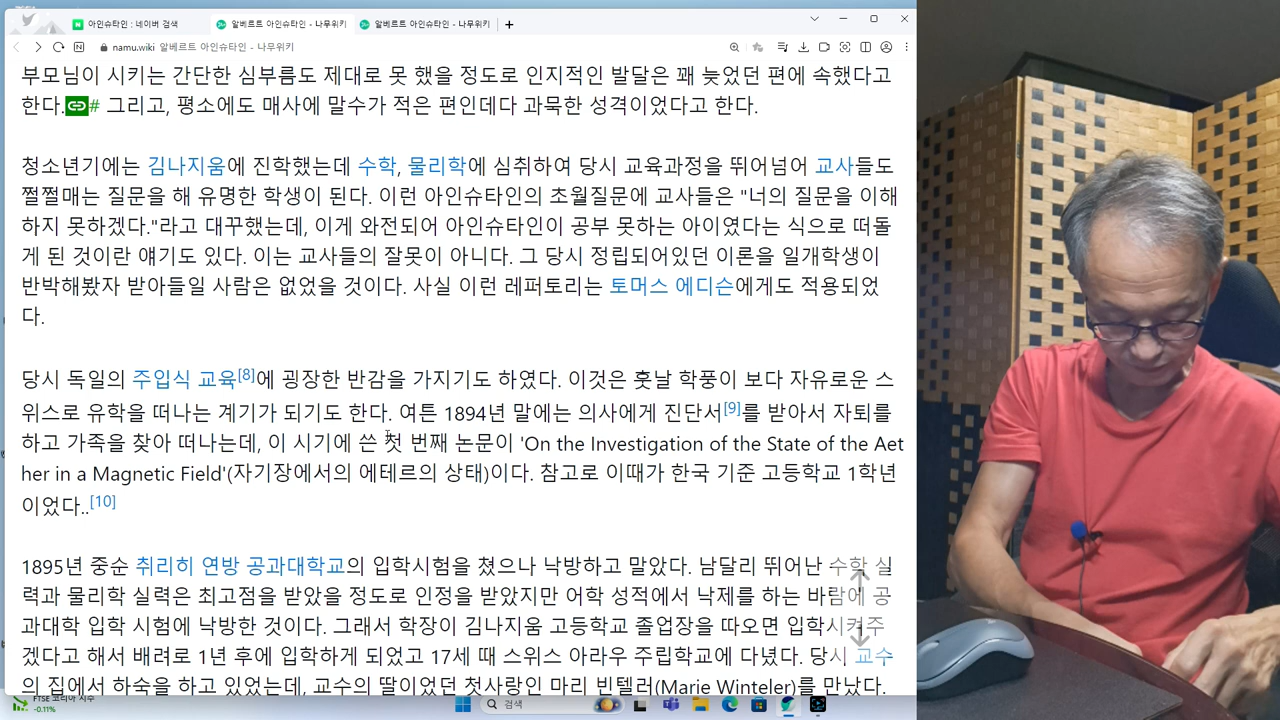 아인슈타인 : 네이버 검색
알베르트 아인슈타인 - 나무위키
알베르트 아인슈타인 - 나무위키
namu.wiki 알베르트 아인슈타인 - 나무위키
부모님이 시키는 간단한 심부름도 제대로 못 했을 정도로 인지적인 발달은 꽤 늦었던 편에 속했다고
한다.# 그리고, 평소에도 매사에 말수가 적은 편인데다 과묵한 성격이었다고 한다.
청소년기에는 김나지움에 진학했는데 수학, 물리학에 심취하여 당시 교육과정을 뛰어넘어 교사들도
쩔쩔매는 질문을 해 유명한 학생이 된다. 이런 아인슈타인의 초월질문에 교사들은 "너의 질문을 이해
하지 못하겠다."라고 대꾸했는데, 이게 와전되어 아인슈타인이 공부 못하는 아이였다는 식으로 떠돌
게 된 것이란 얘기도 있다. 이는 교사들의 잘못이 아니다. 그 당시 정립되어있던 이론을 일개학생이
반박해봤자 받아들일 사람은 없었을 것이다. 사실 이런 레퍼토리는 토머스 에디슨에게도 적용되었
다.
당시 독일의 주입식 교육[8]에 굉장한 반감을 가지기도 하였다. 이것은 훗날 학풍이 보다 자유로운 스
위스로 유학을 떠나는 계기가 되기도 한다. 여튼 1894년 말에는 의사에게 진단서[9]를 받아서 자퇴를
하고 가족을 찾아 떠나는데, 이 시기에 쓴 첫 번째 논문이 'On the Investigation of the State of the Aet
her in a Magnetic Field'(자기장에서의 에테르의 상태)이다. 참고로 이때가 한국 기준 고등학교 1학년
이었다..[10]
1895년 중순 취리히 연방 공과대학교의 입학시험을 쳤으나 낙방하고 말았다. 남달리 뛰어난 수학 실
력과 물리학 실력은 최고점을 받았을 정도로 인정을 받았지만 어학 성적에서 낙제를 하는 바람에 공
과대학 입학 시험에 낙방한 것이다. 그래서 학장이 김나지움 고등학교 졸업장을 따오면 입학시켜주
겠다고 해서 배려로 1년 후에 입학하게 되었고 17세 때 스위스 아라우 주립학교에 다녔다. 당시 교수
의 집에서 하숙을 하고 있었는데, 교수의 딸이었던 첫사랑인 마리 빈텔러(Marie Winteler)를 만났다.
FTSE 코리아 지수
-0.11%
검색